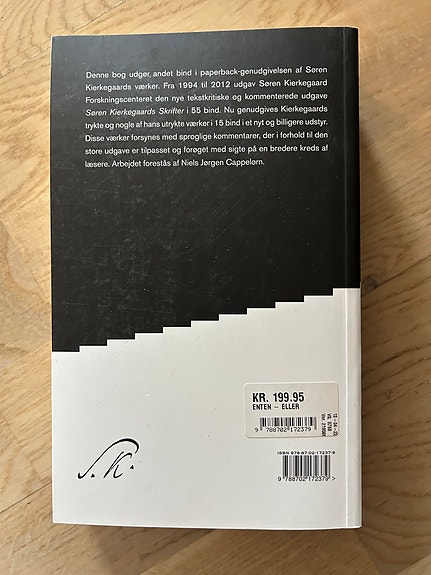 Denne bog udgør, andet bind i paperback-genudgivelsen af Søren
Kierkegaards værker. Fra 1994 til 2012 udgav Søren Kierkegaard
Forskningscenteret den nye tekstkritiske og kommenterede udgave
Søren Kierkegaards Skrifter i 55 bind. Nu genudgives Kierkegaards
trykte og nogle af hans utrykte værker i 15 bind i et nyt og billigere udstyr.
Disse værker forsynes med sproglige kommentarer, der i forhold til den
store udgave er tilpasset og forøget med sigte på en bredere kreds af
læsere. Arbejdet forestås af Niels Jørgen Cappelørn.
KR. 199.95
ENTEN – ELLER
9 788702 172379
S. K.
ISBN 978-87-02-17237-9
9 788702 172379 >